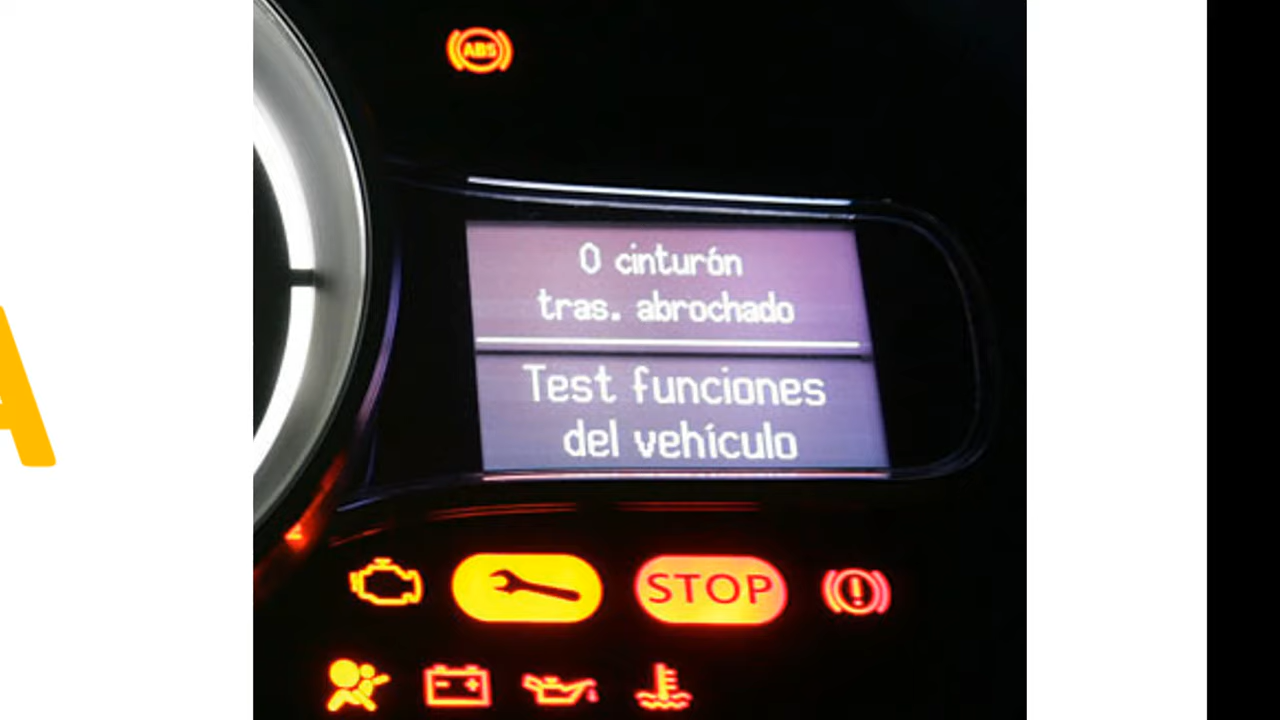 A
ABS
0 cinturón
tras. abrochado
Test funciones
del vehículo
STOP